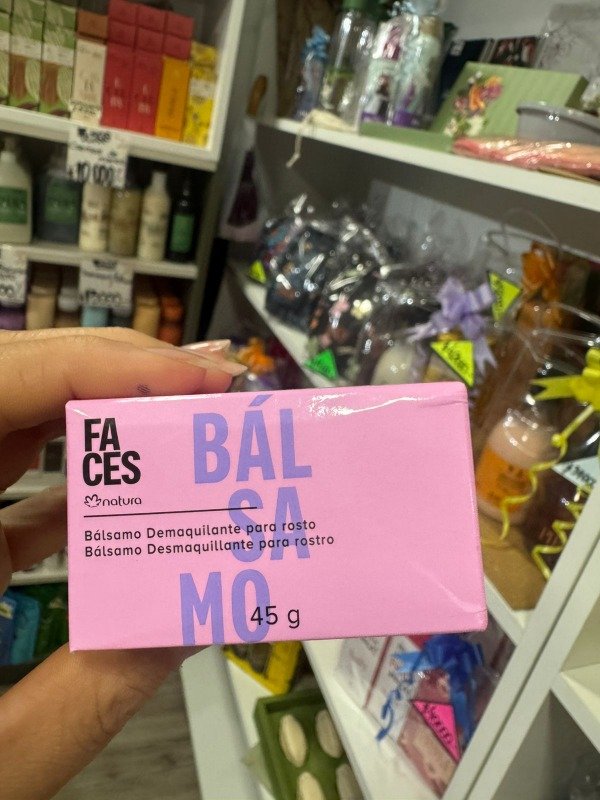 FA
CES
natura
BÁL
SA
MO
Bálsamo Demaquilante para rosto
Bálsamo Desmaquillante para rostro
45 g